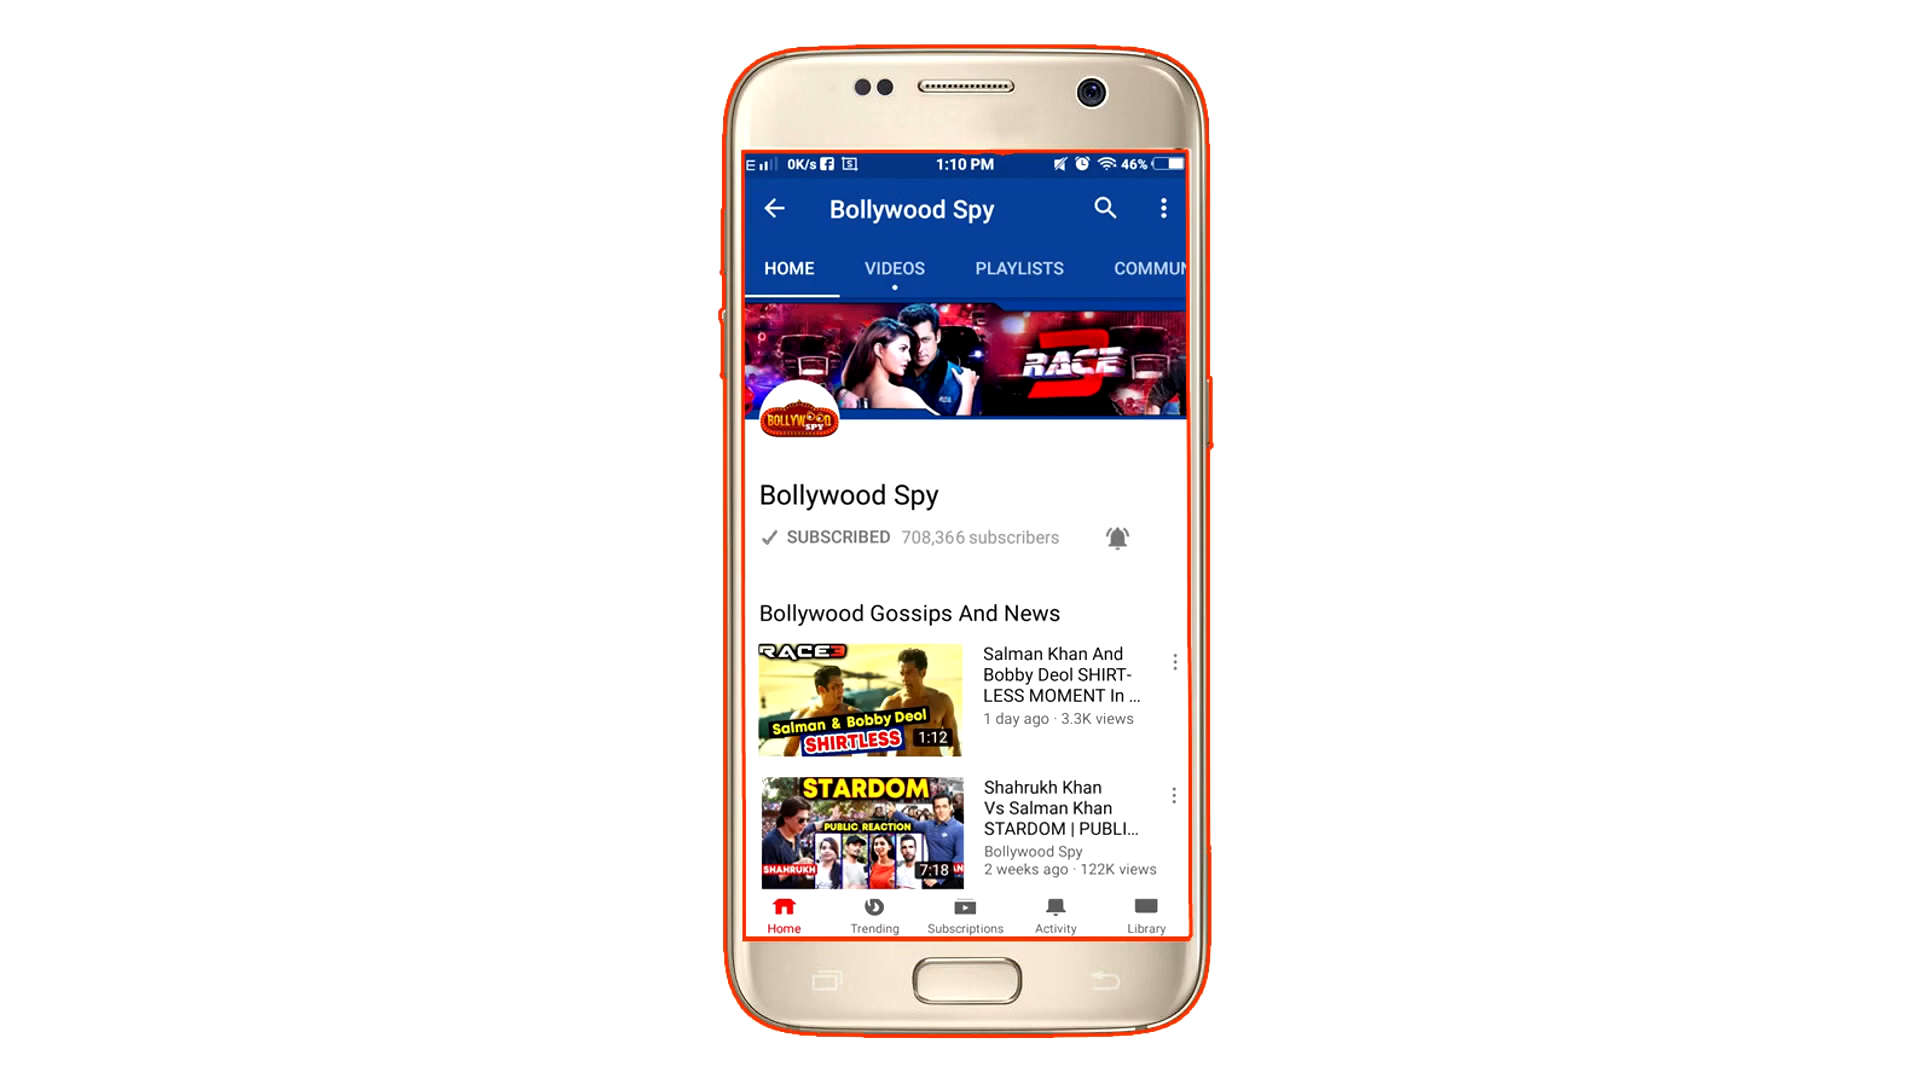 E 0K/s 1:10 PM 46%
Bollywood Spy
HOME VIDEOS PLAYLISTS COMMUN
RACE 3
BOLLYWOOD
SPY
Bollywood Spy
SUBSCRIBED 708,366 subscribers
Bollywood Gossips And News
RACE3
Salman & Bobby Deol
SHIRTLESS
1:12
Salman Khan And
Bobby Deol SHIRT-
LESS MOMENT In ...
1 day ago · 3.3K views
STARDOM
PUBLIC REACTION
SHAHRUKH
7:18
AN
Shahrukh Khan
Vs Salman Khan
STARDOM | PUBLI...
Bollywood Spy
2 weeks ago · 122K views
Home Trending Subscriptions Activity Library